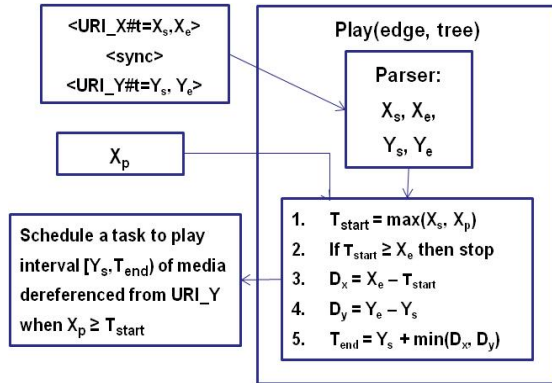 <URI_X#t=Xs,Xe>
<sync>
<URI_Y#t=Ys, Ye>
Xp
Play(edge, tree)
Parser:
Xs, Xe,
Ys, Ye
1. Tstart = max(Xs, Xp)
2. If Tstart ≥ Xe then stop
3. Dx = Xe – Tstart
4. Dy = Ye – Ys
5. Tend = Ys + min(Dx, Dy)
Schedule a task to play
interval [Ys,Tend) of media
dereferenced from URI_Y
when Xp ≥ Tstart